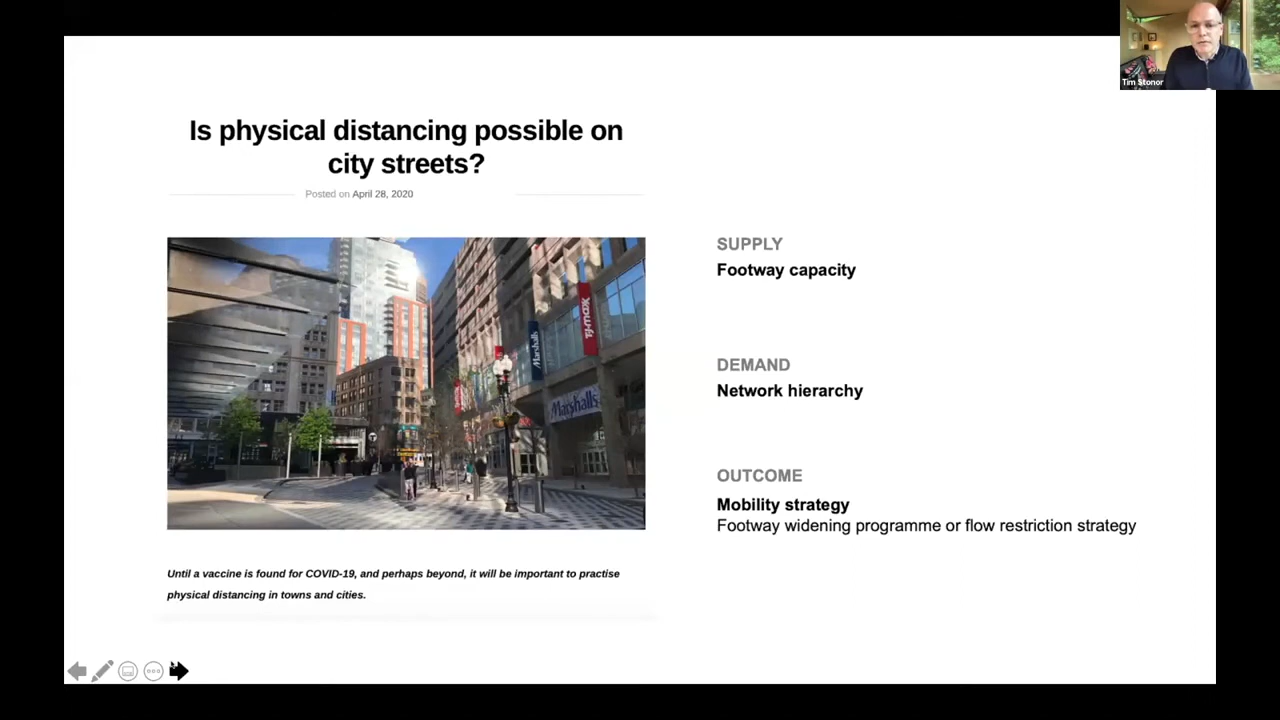 Tim Stonor
Is physical distancing possible on
city streets?
Posted on April 28, 2020
SUPPLY
Footway capacity
DEMAND
Network hierarchy
OUTCOME
Mobility strategy
Footway widening programme or flow restriction strategy
TJ-maxx
Marshalls
Marshalls
Until a vaccine is found for COVID-19, and perhaps beyond, it will be important to practise
physical distancing in towns and cities.